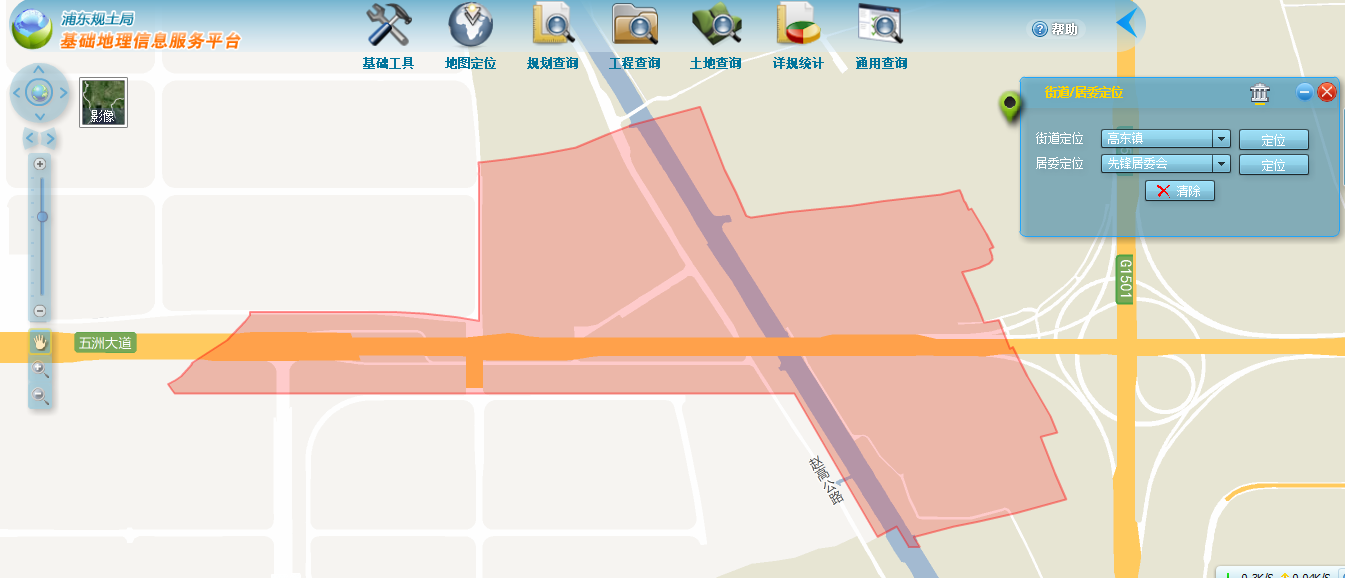 浦东规土局
基础地理信息服务平台
基础工具
地图定位
规划查询
工程查询
土地查询
详规统计
通用查询
帮助
影像
街道/居委定位
街道定位
高东镇
定位
居委定位
先锋居委会
定位
清除
G1501
五洲大道
赵高公路